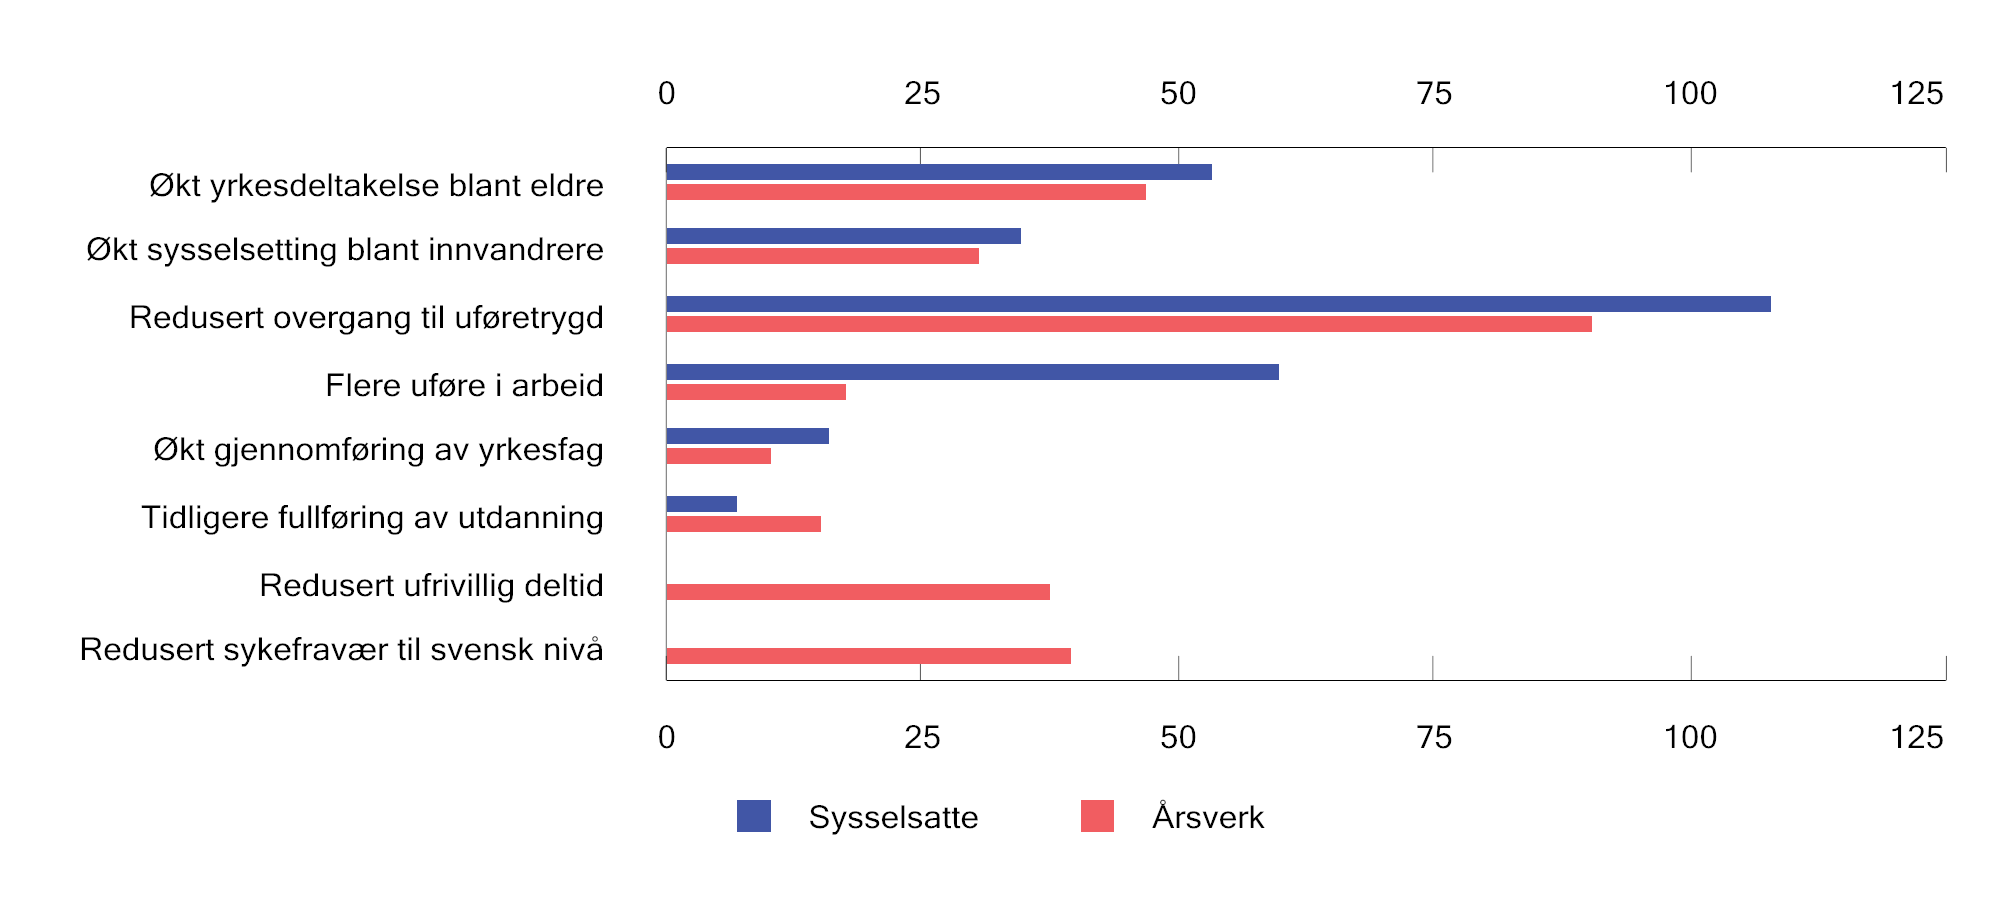 0 25 50 75 100 125
Økt yrkesdeltakelse blant eldre
Økt sysselsetting blant innvandrere
Redusert overgang til uføretrygd
Flere uføre i arbeid
Økt gjennomføring av yrkesfag
Tidligere fullføring av utdanning
Redusert ufrivillig deltid
Redusert sykefravær til svensk nivå
0 25 50 75 100 125
Sysselsatte Årsverk